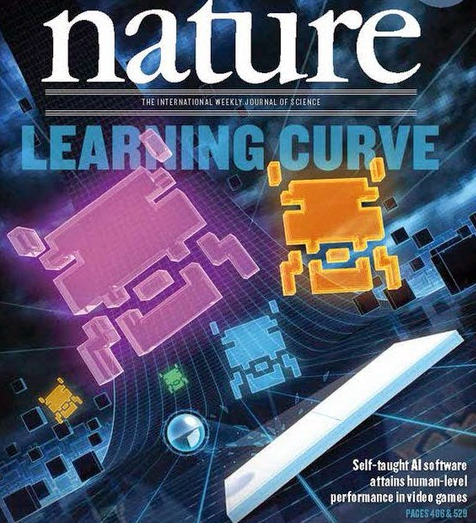 nature
THE INTERNATIONAL WEEKLY JOURNAL OF SCIENCE
LEARNING CURVE
Self-taught AI software
attains human-level
performance in video games
PAGES 486 & 529